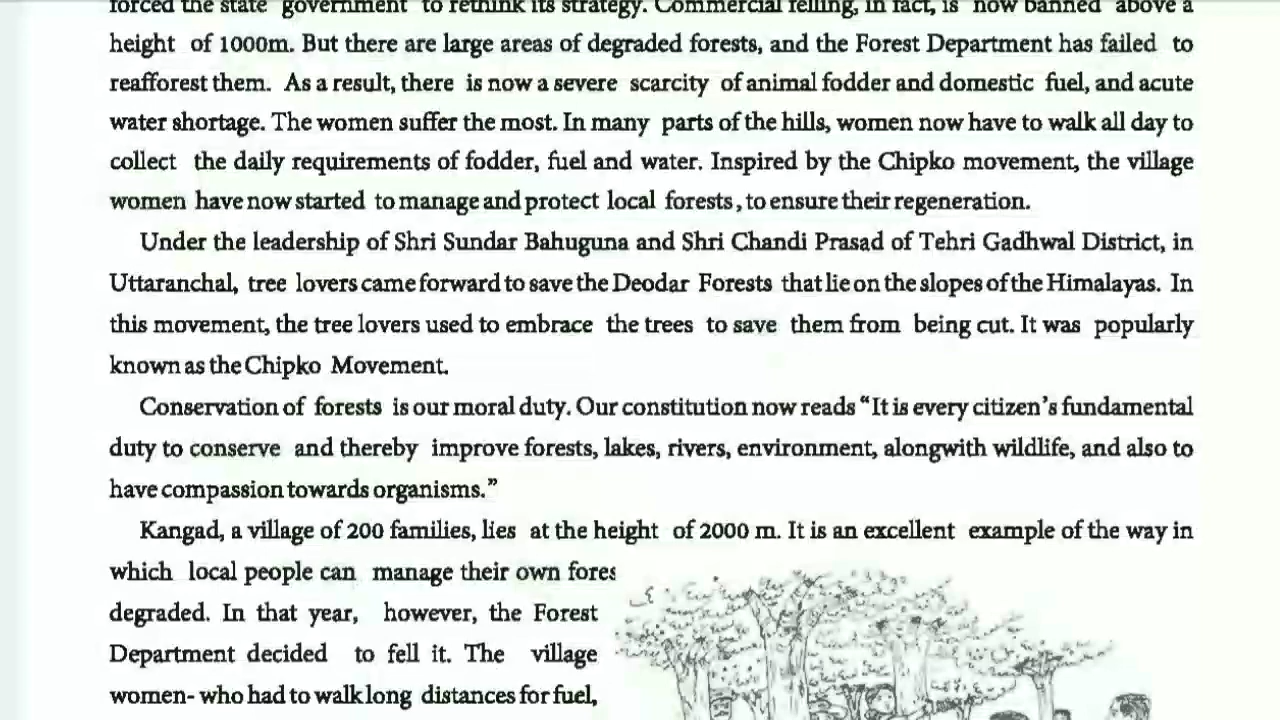 forced the state government to rethink its strategy. Commercial felling, in fact, is now banned above a
height of 1000m. But there are large areas of degraded forests, and the Forest Department has failed to
reafforest them. As a result, there is now a severe scarcity of animal fodder and domestic fuel, and acute
water shortage. The women suffer the most. In many parts of the hills, women now have to walk all day to
collect the daily requirements of fodder, fuel and water. Inspired by the Chipko movement, the village
women have now started to manage and protect local forests, to ensure their regeneration.
Under the leadership of Shri Sundar Bahuguna and Shri Chandi Prasad of Tehri Gadhwal District, in
Uttaranchal, tree lovers came forward to save the Deodar Forests that lie on the slopes of the Himalayas. In
this movement, the tree lovers used to embrace the trees to save them from being cut. It was popularly
known as the Chipko Movement.
Conservation of forests is our moral duty. Our constitution now reads “It is every citizen’s fundamental
duty to conserve and thereby improve forests, lakes, rivers, environment, alongwith wildlife, and also to
have compassion towards organisms.”
Kangad, a village of 200 families, lies at the height of 2000 m. It is an excellent example of the way in
which local people can manage their own fores
degraded. In that year, however, the Forest
Department decided to fell it. The village
women- who had to walk long distances for fuel,